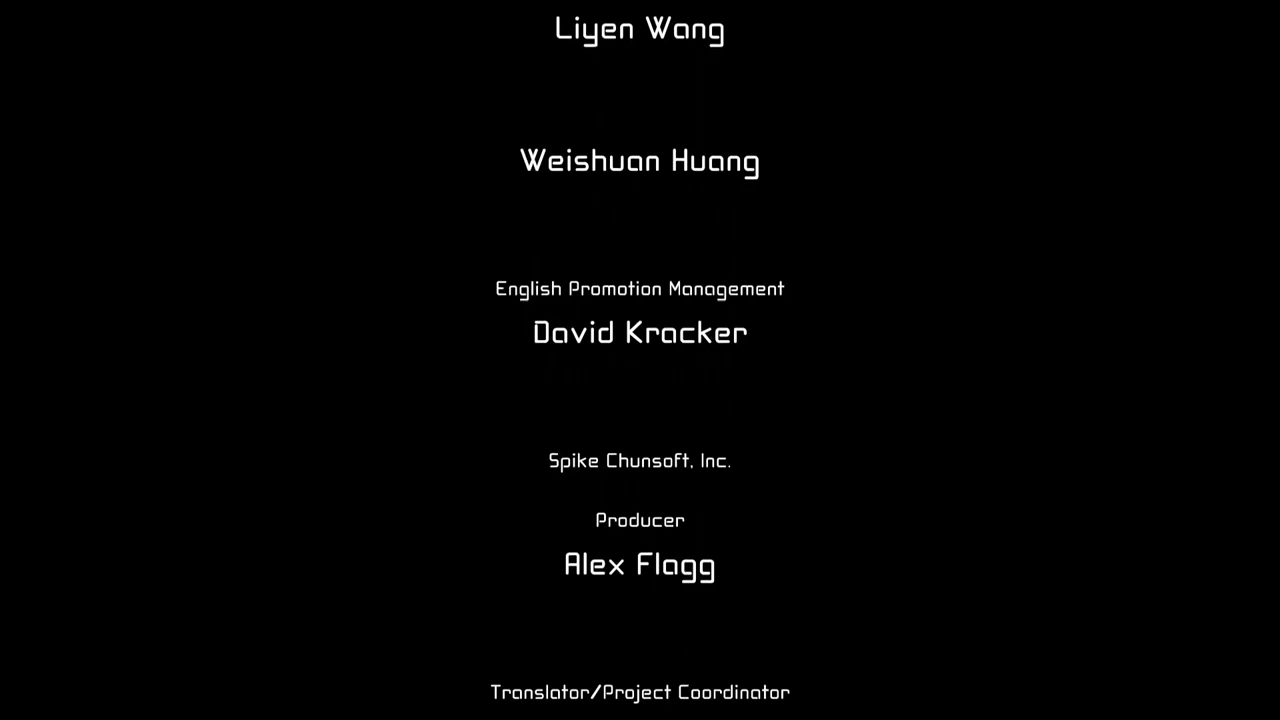 Liyen Wang
Weishuan Huang
English Promotion Management
David Kracker
Spike Chunsoft, Inc.
Producer
Alex Flagg
Translator/Project Coordinator